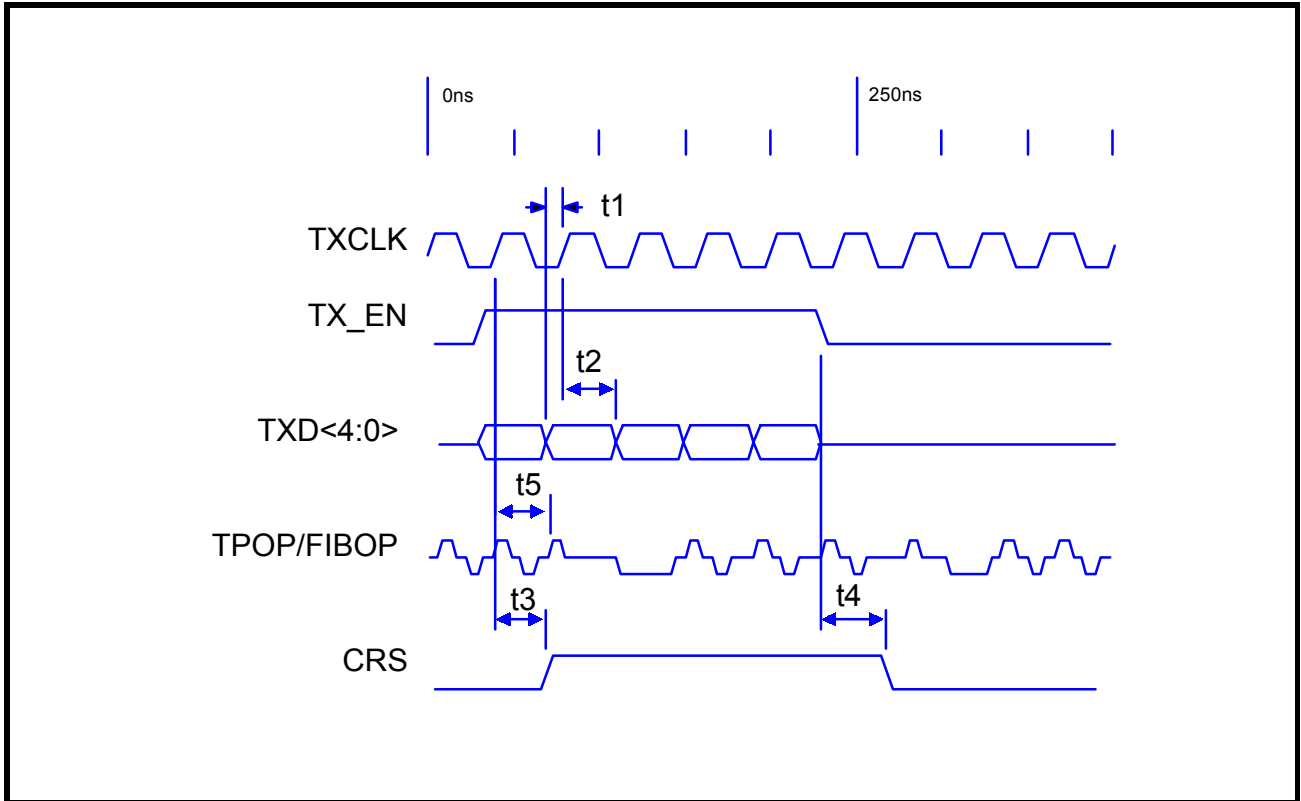 0ns
250ns
t1
TXCLK
TX_EN
t2
TXD<4:0>
t5
TPOP/FIBOP
t3
t4
CRS